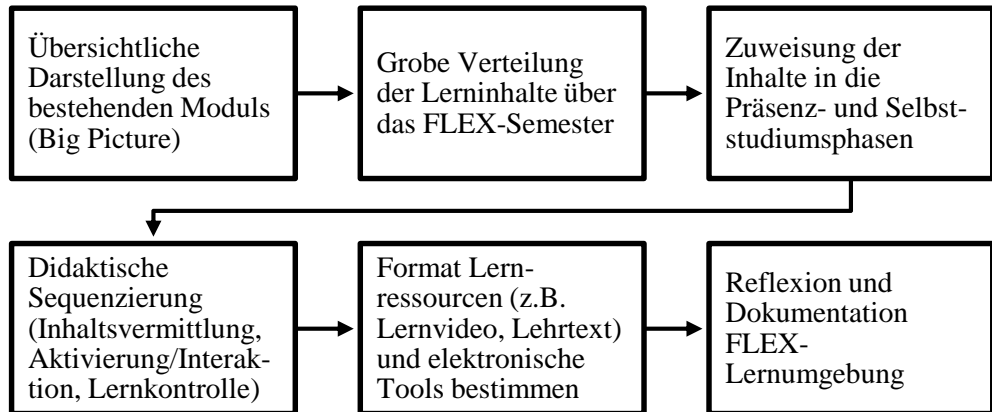 Übersichtliche
Darstellung des
bestehenden Moduls
(Big Picture)
Grobe Verteilung
der Lerninhalte über
das FLEX-Semester
Zuweisung der
Inhalte in die
Präsenz- und Selbst-
studiumsphasen
Didaktische
Sequenzierung
(Inhaltsvermittlung,
Aktivierung/Interak-
tion, Lernkontrolle)
Format Lern-
ressourcen (z.B.
Lernvideo, Lehrtext)
und elektronische
Tools bestimmen
Reflexion und
Dokumentation
FLEX-
Lernumgebung